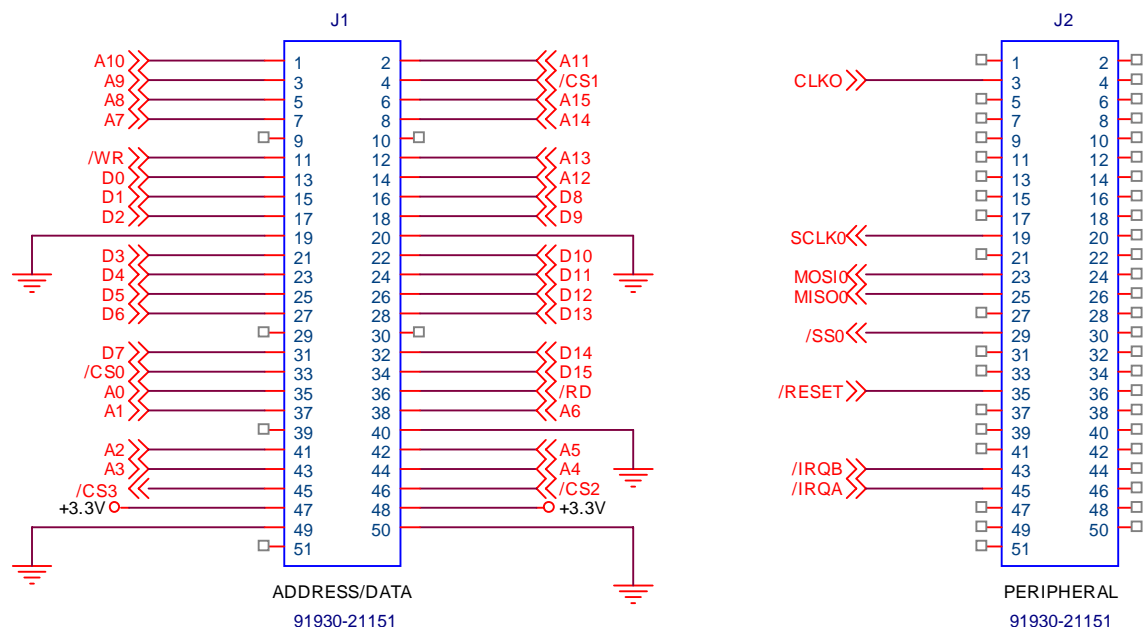 J1 J2
A10 1 2 A11 1 2
A9 3 4 /CS1 CLKO 3 4
A8 5 6 A15 5 6
A7 7 8 A14 7 8
9 10 9 10
/WR 11 12 A13 11 12
D0 13 14 A12 13 14
D1 15 16 D8 15 16
D2 17 18 D9 17 18
19 20 SCLK0 19 20
D3 21 22 D10 21 22
D4 23 24 D11 MOSI0 23 24
D5 25 26 D12 MISO0 25 26
D6 27 28 D13 27 28
29 30 /SS0 29 30
D7 31 32 D14 31 32
/CS0 33 34 D15 33 34
A0 35 36 /RD /RESET 35 36
A1 37 38 A6 37 38
39 40 39 40
A2 41 42 A5 41 42
A3 43 44 A4 /IRQB 43 44
/CS3 45 46 /CS2 /IRQA 45 46
+3.3V 47 48 +3.3V 47 48
49 50 49 50
51 51
ADDRESS/DATA PERIPHERAL
91930-21151 91930-21151